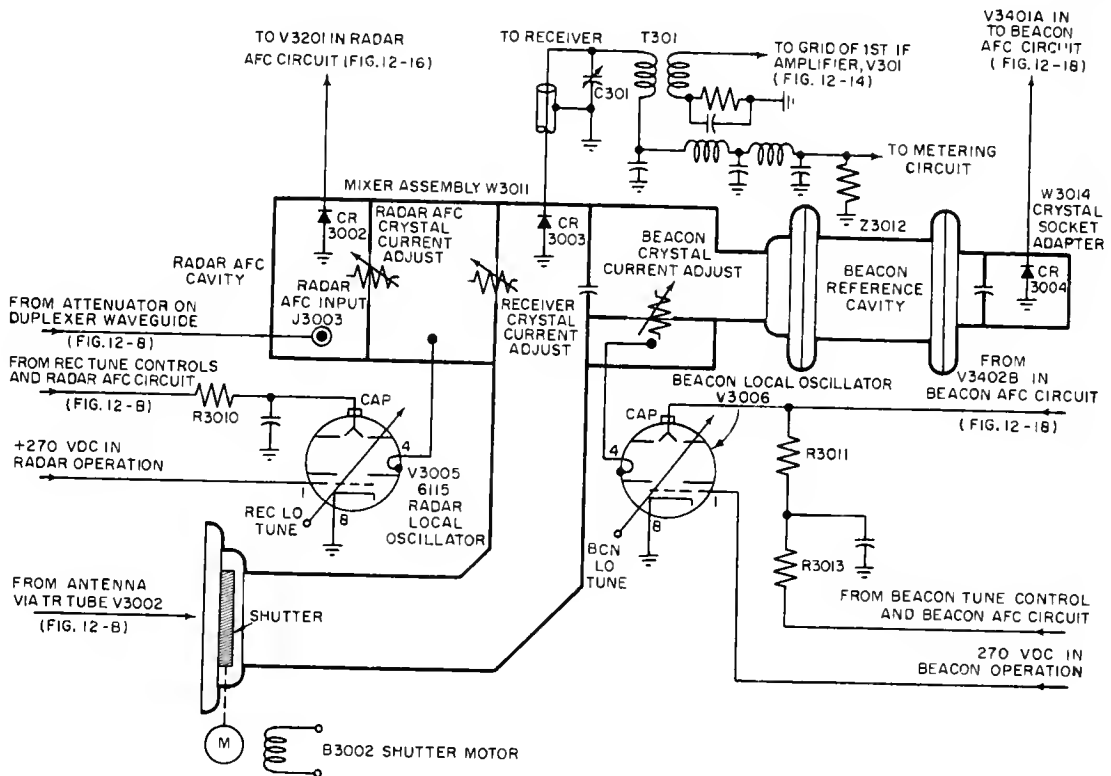 TO V3201 IN RADAR
AFC CIRCUIT (FIG. 12-16)
TO RECEIVER
T301
C301
TO GRID OF 1ST IF
AMPLIFIER, V301
(FIG. 12-14)
V3401A IN
TO BEACON
AFC CIRCUIT
(FIG. 12-18)
TO METERING
CIRCUIT
MIXER ASSEMBLY W3011
CR
3002
RADAR AFC
CRYSTAL
CURRENT
ADJUST
CR
3003
BEACON
CRYSTAL
CURRENT ADJUST
Z3012
BEACON
REFERENCE
CAVITY
W3014
CRYSTAL
SOCKET
ADAPTER
CR
3004
RADAR AFC
CAVITY
RADAR
AFC INPUT
J3003
RECEIVER
CRYSTAL
CURRENT
ADJUST
FROM ATTENUATOR ON
DUPLEXER WAVEGUIDE
(FIG. 12-8)
FROM REC TUNE CONTROLS
AND RADAR AFC CIRCUIT
(FIG. 12-8)
R3010
CAP
4
+270 VDC IN
RADAR OPERATION
1
8
REC LO
TUNE
V3005
6115
RADAR
LOCAL
OSCILLATOR
BEACON LOCAL OSCILLATOR
V3006
CAP
4
1
8
BCN
LO
TUNE
FROM
V3402B IN
BEACON AFC CIRCUIT
(FIG. 12-18)
R3011
R3013
FROM BEACON TUNE CONTROL
AND BEACON AFC CIRCUIT
270 VDC IN
BEACON OPERATION
FROM ANTENNA
VIA TR TUBE V3002
(FIG. 12-8)
SHUTTER
M
B3002 SHUTTER MOTOR